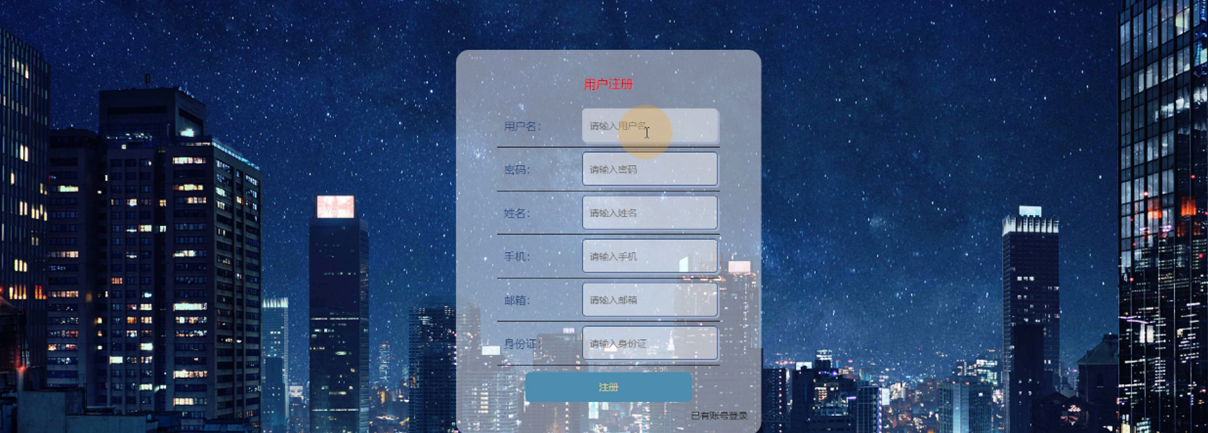 用户注册
用户名： 请输入用户名
密码： 请输入密码
姓名： 请输入姓名
手机： 请输入手机
邮箱： 请输入邮箱
身份证： 请输入身份证
注册
已有账号登录